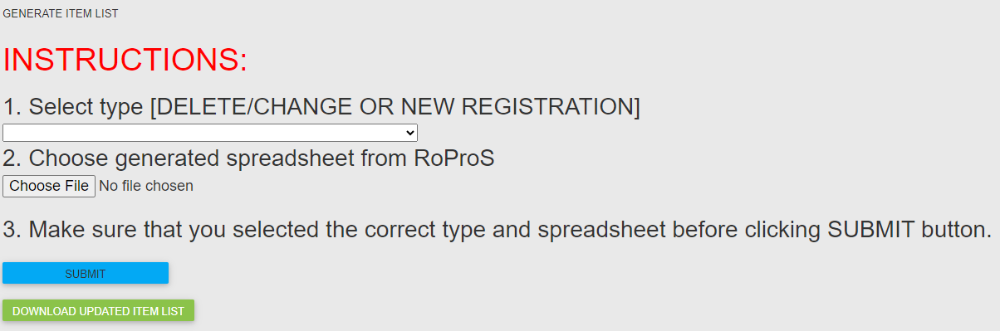 GENERATE ITEM LIST
INSTRUCTIONS:
1. Select type [DELETE/CHANGE OR NEW REGISTRATION]
2. Choose generated spreadsheet from RoProS
Choose File No file chosen
3. Make sure that you selected the correct type and spreadsheet before clicking SUBMIT button.
SUBMIT
DOWNLOAD UPDATED ITEM LIST